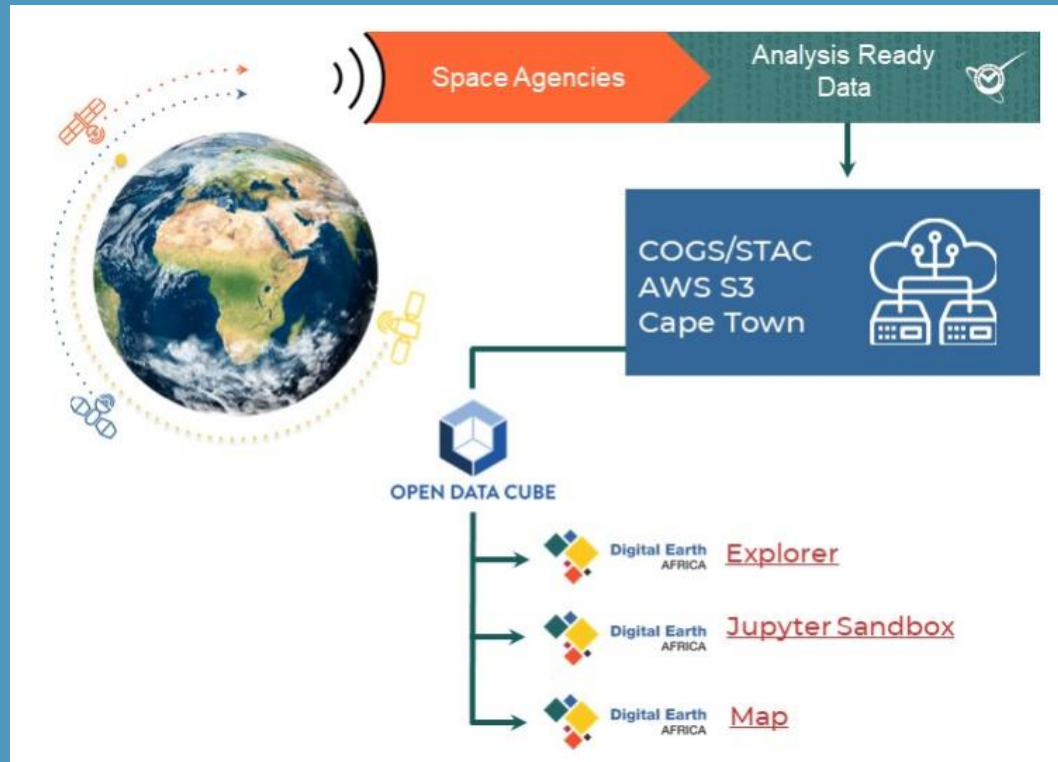 Space Agencies
Analysis Ready
Data
COGS/STAC
AWS S3
Cape Town
OPEN DATA CUBE
Digital Earth
AFRICA
Explorer
Digital Earth
AFRICA
Jupyter Sandbox
Digital Earth
AFRICA
Map